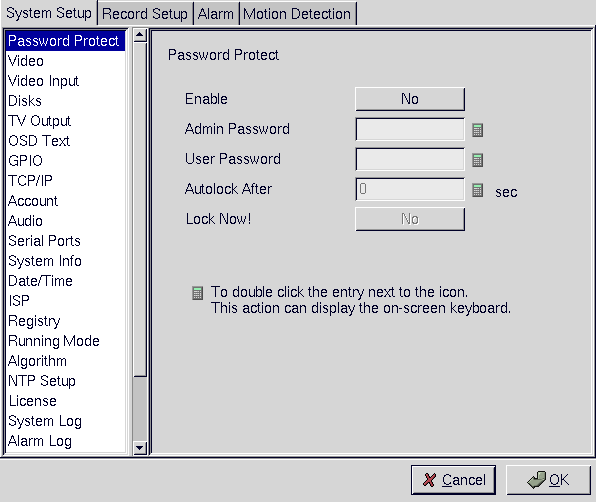 System Setup Record Setup Alarm Motion Detection
Password Protect
Video
Video Input
Disks
TV Output
OSD Text
GPIO
TCP/IP
Account
Audio
Serial Ports
System Info
Date/Time
ISP
Registry
Running Mode
Algorithm
NTP Setup
License
System Log
Alarm Log
Password Protect
Enable No
Admin Password
User Password
Autolock After 0 sec
Lock Now! No
To double click the entry next to the icon.
This action can display the on-screen keyboard.
Cancel OK